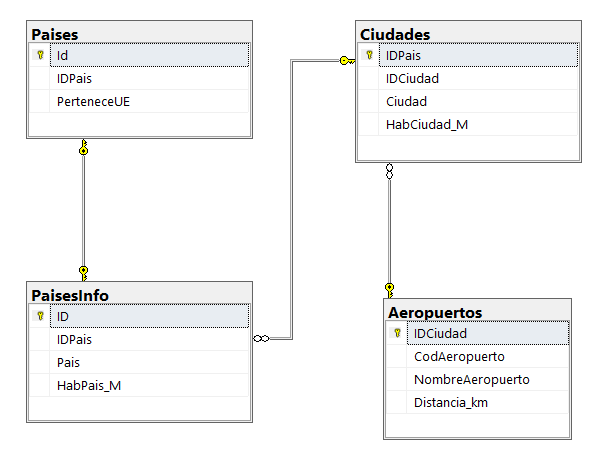 Paises
Id
IDPais
PerteneceUE
Ciudades
IDPais
IDCiudad
Ciudad
HabCiudad_M
PaisesInfo
ID
IDPais
Pais
HabPais_M
Aeropuertos
IDCiudad
CodAeropuerto
NombreAeropuerto
Distancia_km